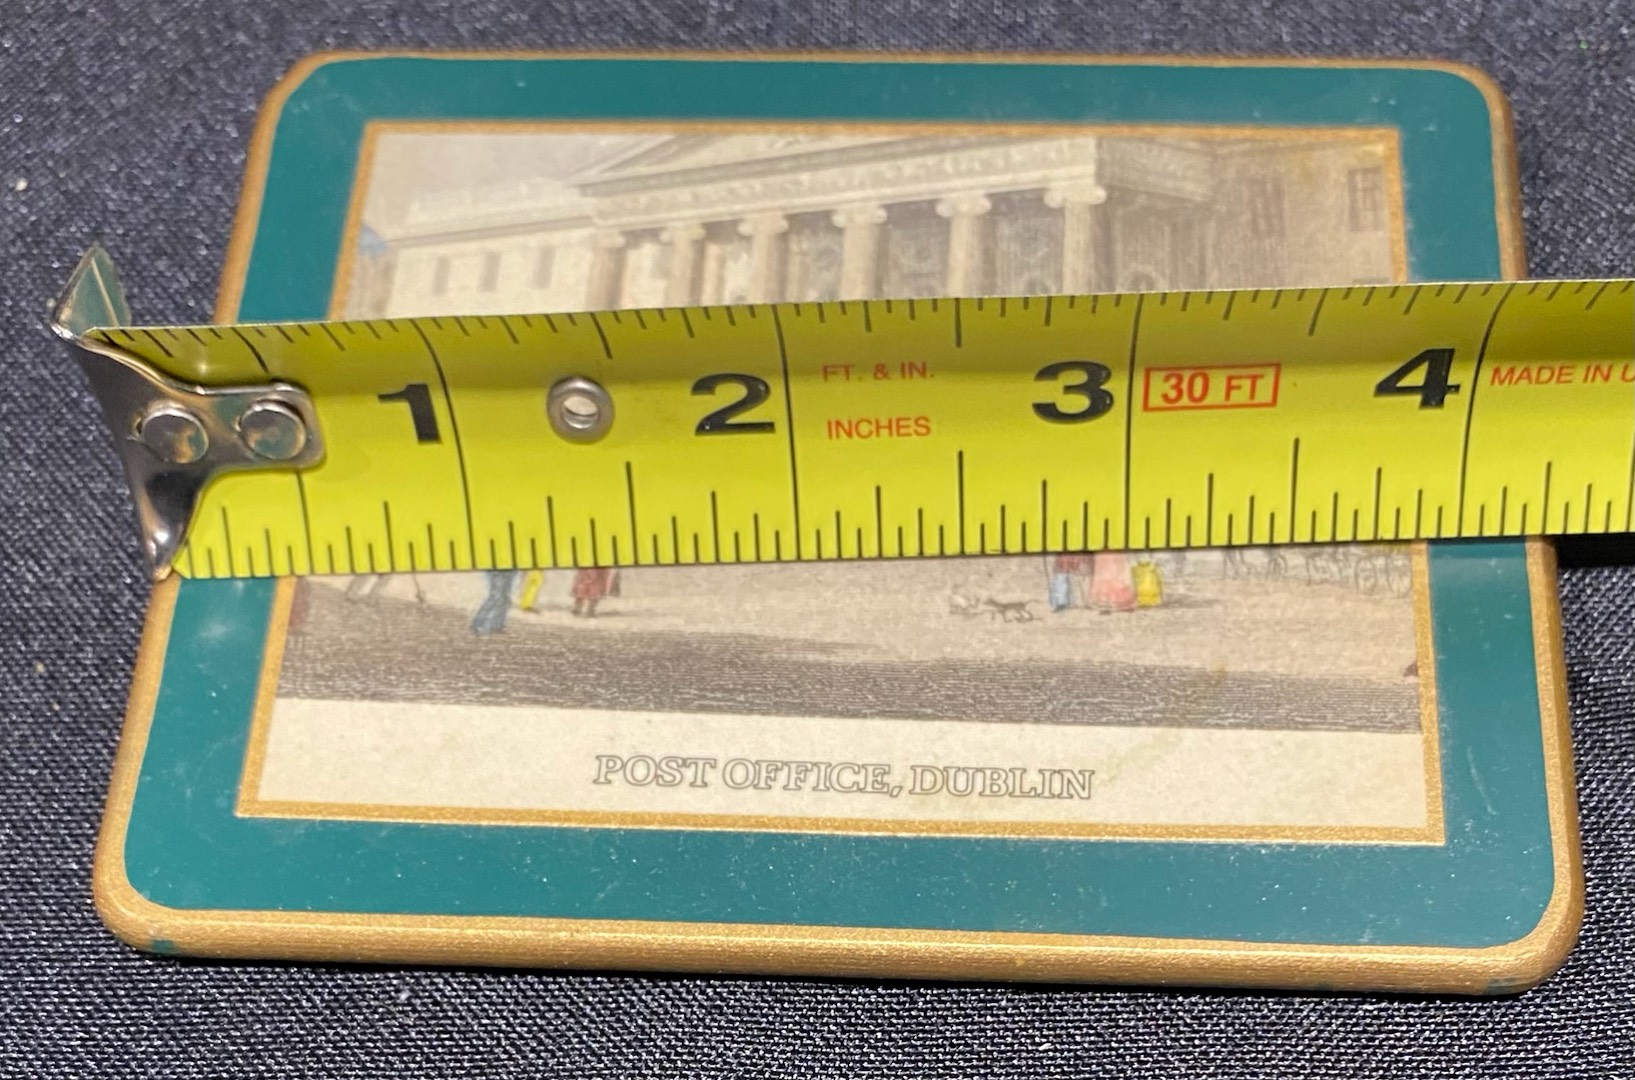 1 2 FT. & IN. 3 30 FT 4 MADE IN U
INCHES
POST OFFICE, DUBLIN